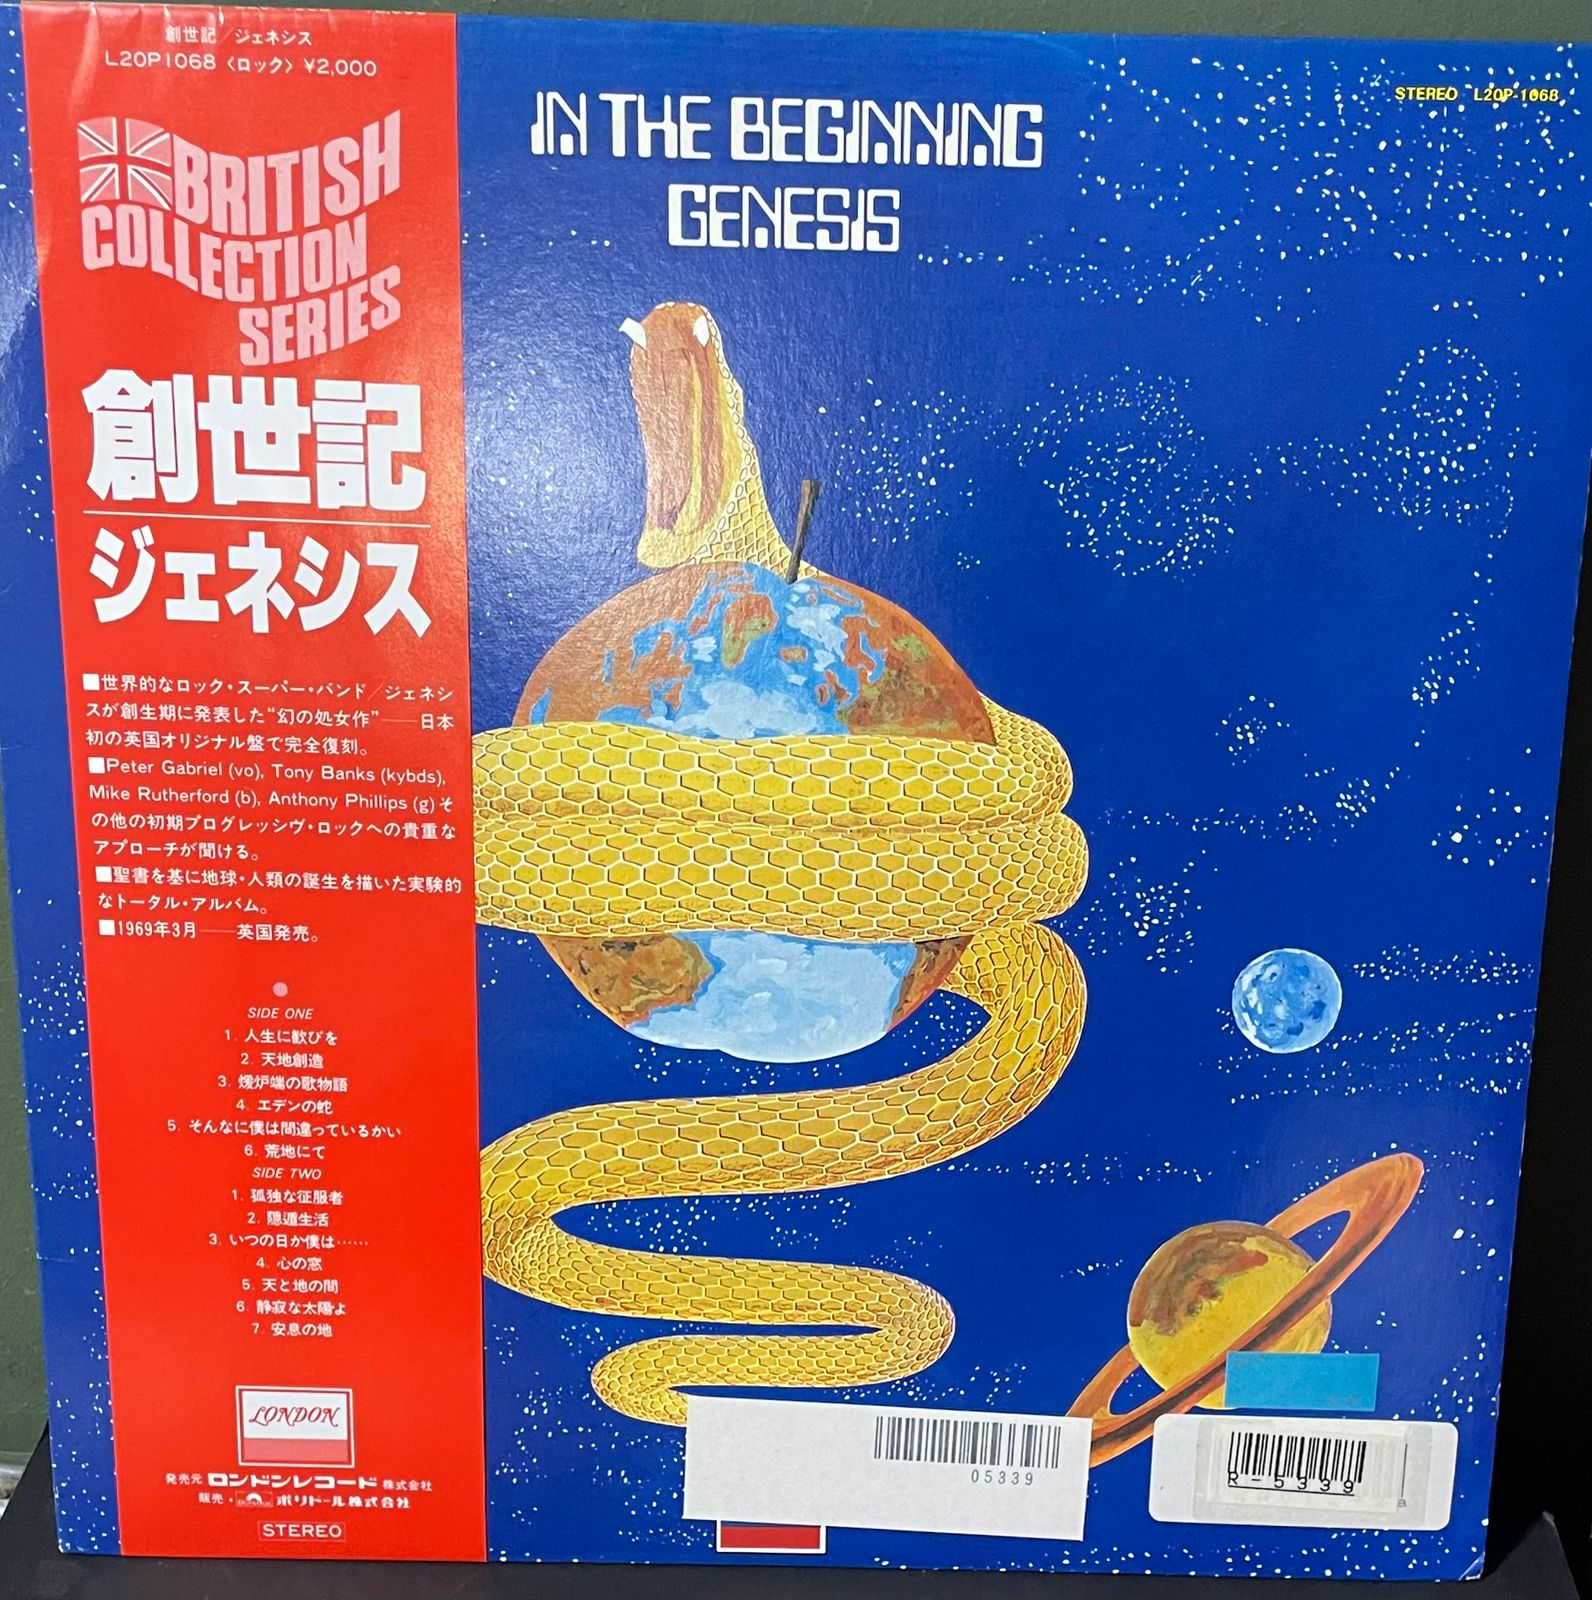 創世記/ジェネシス
L20P1068〈ロック〉¥2,000
BRITISH
COLLECTION
SERIES
創世記
ジェネシス
■世界的なロック・スーパー・バンド/ジェネシ
スが創生期に発表した“幻の処女作”——日本
初の英国オリジナル盤で完全復刻。
■Peter Gabriel (vo), Tony Banks (kybds),
Mike Rutherford (b), Anthony Phillips (g) そ
の他の初期プログレッシヴ・ロックへの貴重な
アプローチが聞ける。
■聖書を基に地球・人類の誕生を描いた実験的
なトータル・アルバム。
■1969年3月——英国発売。
SIDE ONE
1. 人生に歓びを
2. 天地創造
3. 煖炉端の歌物語
4. エデンの蛇
5. そんなに僕は間違っているかい
6. 荒地にて
SIDE TWO
1. 孤独な征服者
2. 隠遁生活
3. いつの日か僕は……
4. 心の窓
5. 天と地の間
6. 静寂な太陽よ
7. 安息の地
LONDON
発売元 ロンドンレコード 株式会社
販売・ポリドール株式会社
STEREO
IN THE BEGINNING
GENESIS
STEREO L20P-1068
05339
R-5339